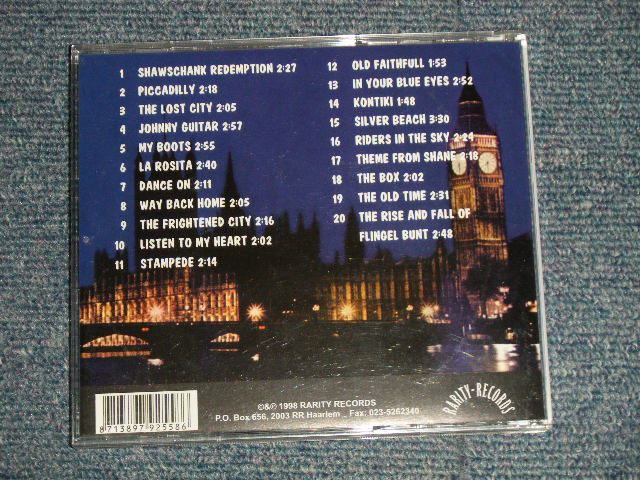 1 SHAWSCHANK REDEMPTION 2:27
2 PICCADILLY 2:18
3 THE LOST CITY 2:05
4 JOHNNY GUITAR 2:57
5 MY BOOTS 2:55
6 LA ROSITA 2:40
7 DANCE ON 2:11
8 WAY BACK HOME 2:05
9 THE FRIGHTENED CITY 2:16
10 LISTEN TO MY HEART 2:02
11 STAMPEDE 2:14
12 OLD FAITHFULL 1:53
13 IN YOUR BLUE EYES 2:52
14 KONTIKI 1:48
15 SILVER BEACH 3:30
16 RIDERS IN THE SKY 2:24
17 THEME FROM SHANE 2:18
18 THE BOX 2:02
19 THE OLD TIME 2:31
20 THE RISE AND FALL OF
FLINGEL BUNT 2:48
©&℗ 1998 RARITY RECORDS
P.O. Box 656, 2003 RR Haarlem _ Fax: 023-5262340
8713897925586
RARITY-RECORDS